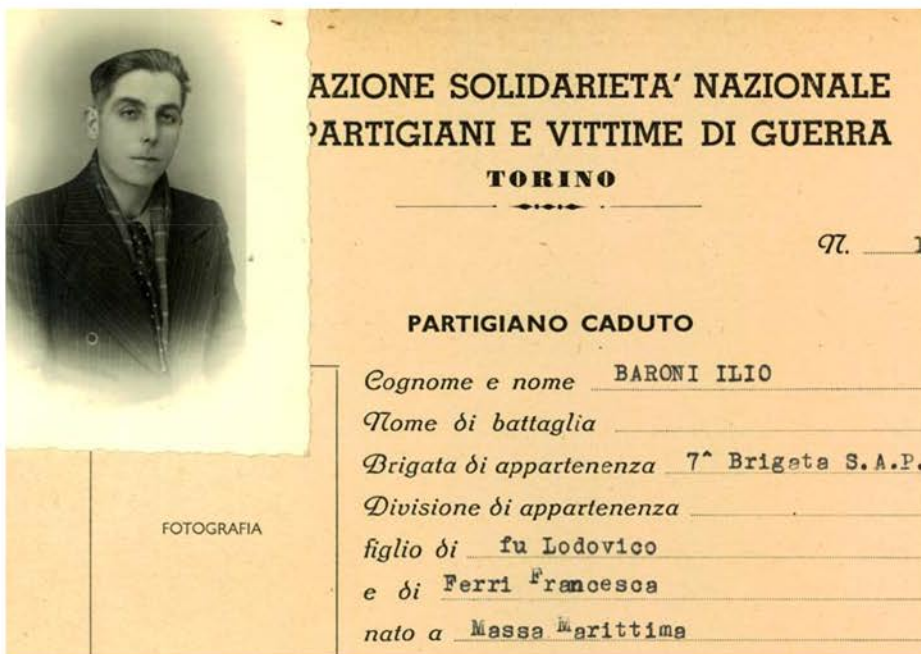 AZIONE SOLIDARIETA' NAZIONALE
PARTIGIANI E VITTIME DI GUERRA
TORINO
N.
PARTIGIANO CADUTO
Cognome e nome BARONI ILIO
Nome di battaglia
Brigata di appartenenza 7^ Brigata S.A.P.
Divisione di appartenenza
FOTOGRAFIA
figlio di fu Lodovico
e di Ferri Francesca
nato a Massa Marittima